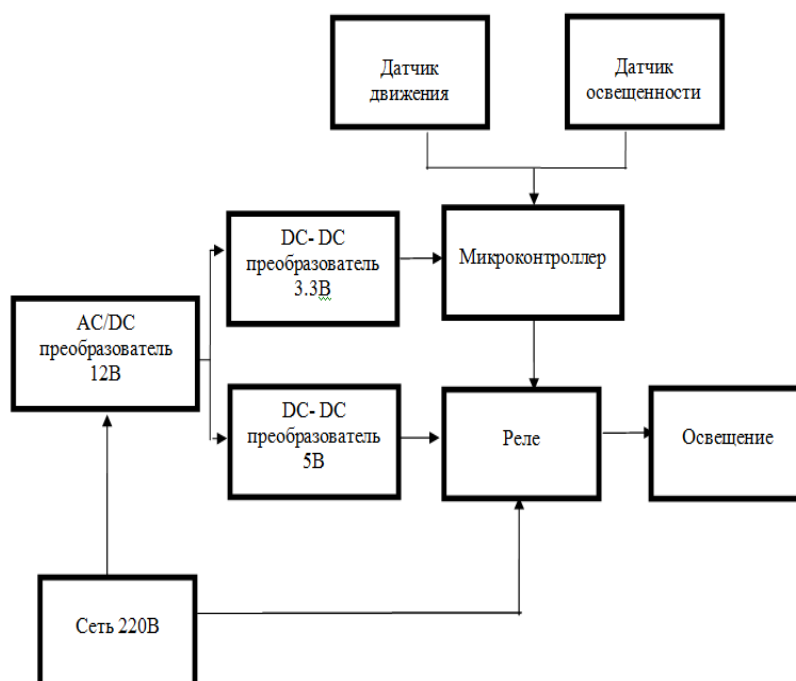 Датчик
движения
Датчик
освещенности
DC- DC
преобразователь
3.3В
Микроконтроллер
AC/DC
преобразователь
12В
DC- DC
преобразователь
5В
Реле
Освещение
Сеть 220В